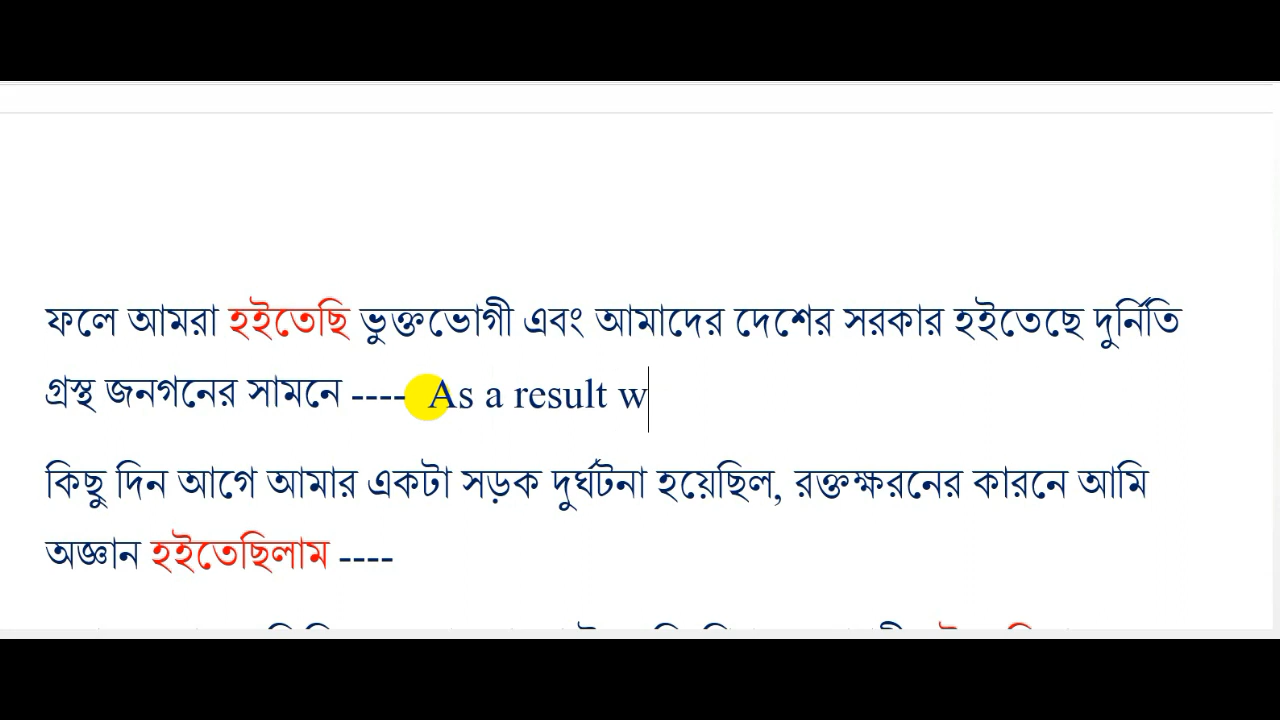 ফলে আমরা হইতেছি ভুক্তভোগী এবং আমাদের দেশের সরকার হইতেছে দুর্নিতি
গ্রস্থ জনগনের সামনে ---- As a result w
কিছু দিন আগে আমার একটা সড়ক দুর্ঘটনা হয়েছিল, রক্তক্ষরনের কারনে আমি
অজ্ঞান হইতেছিলাম ----